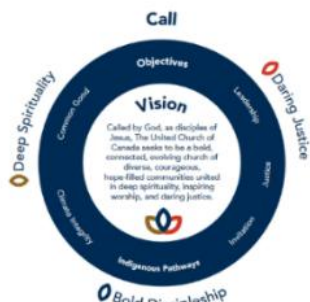 Call
Deep Spirituality
Daring Justice
Bold Discipleship
Objectives
Leadership
Justice
Invitation
Indigenous Pathways
Climate Integrity
Common Good
Vision
Called by God, as disciples of
Jesus, The United Church of
Canada seeks to be a bold,
connected, evolving church of
diverse, courageous,
hope-filled communities united
in deep spirituality, inspiring
worship, and daring justice.